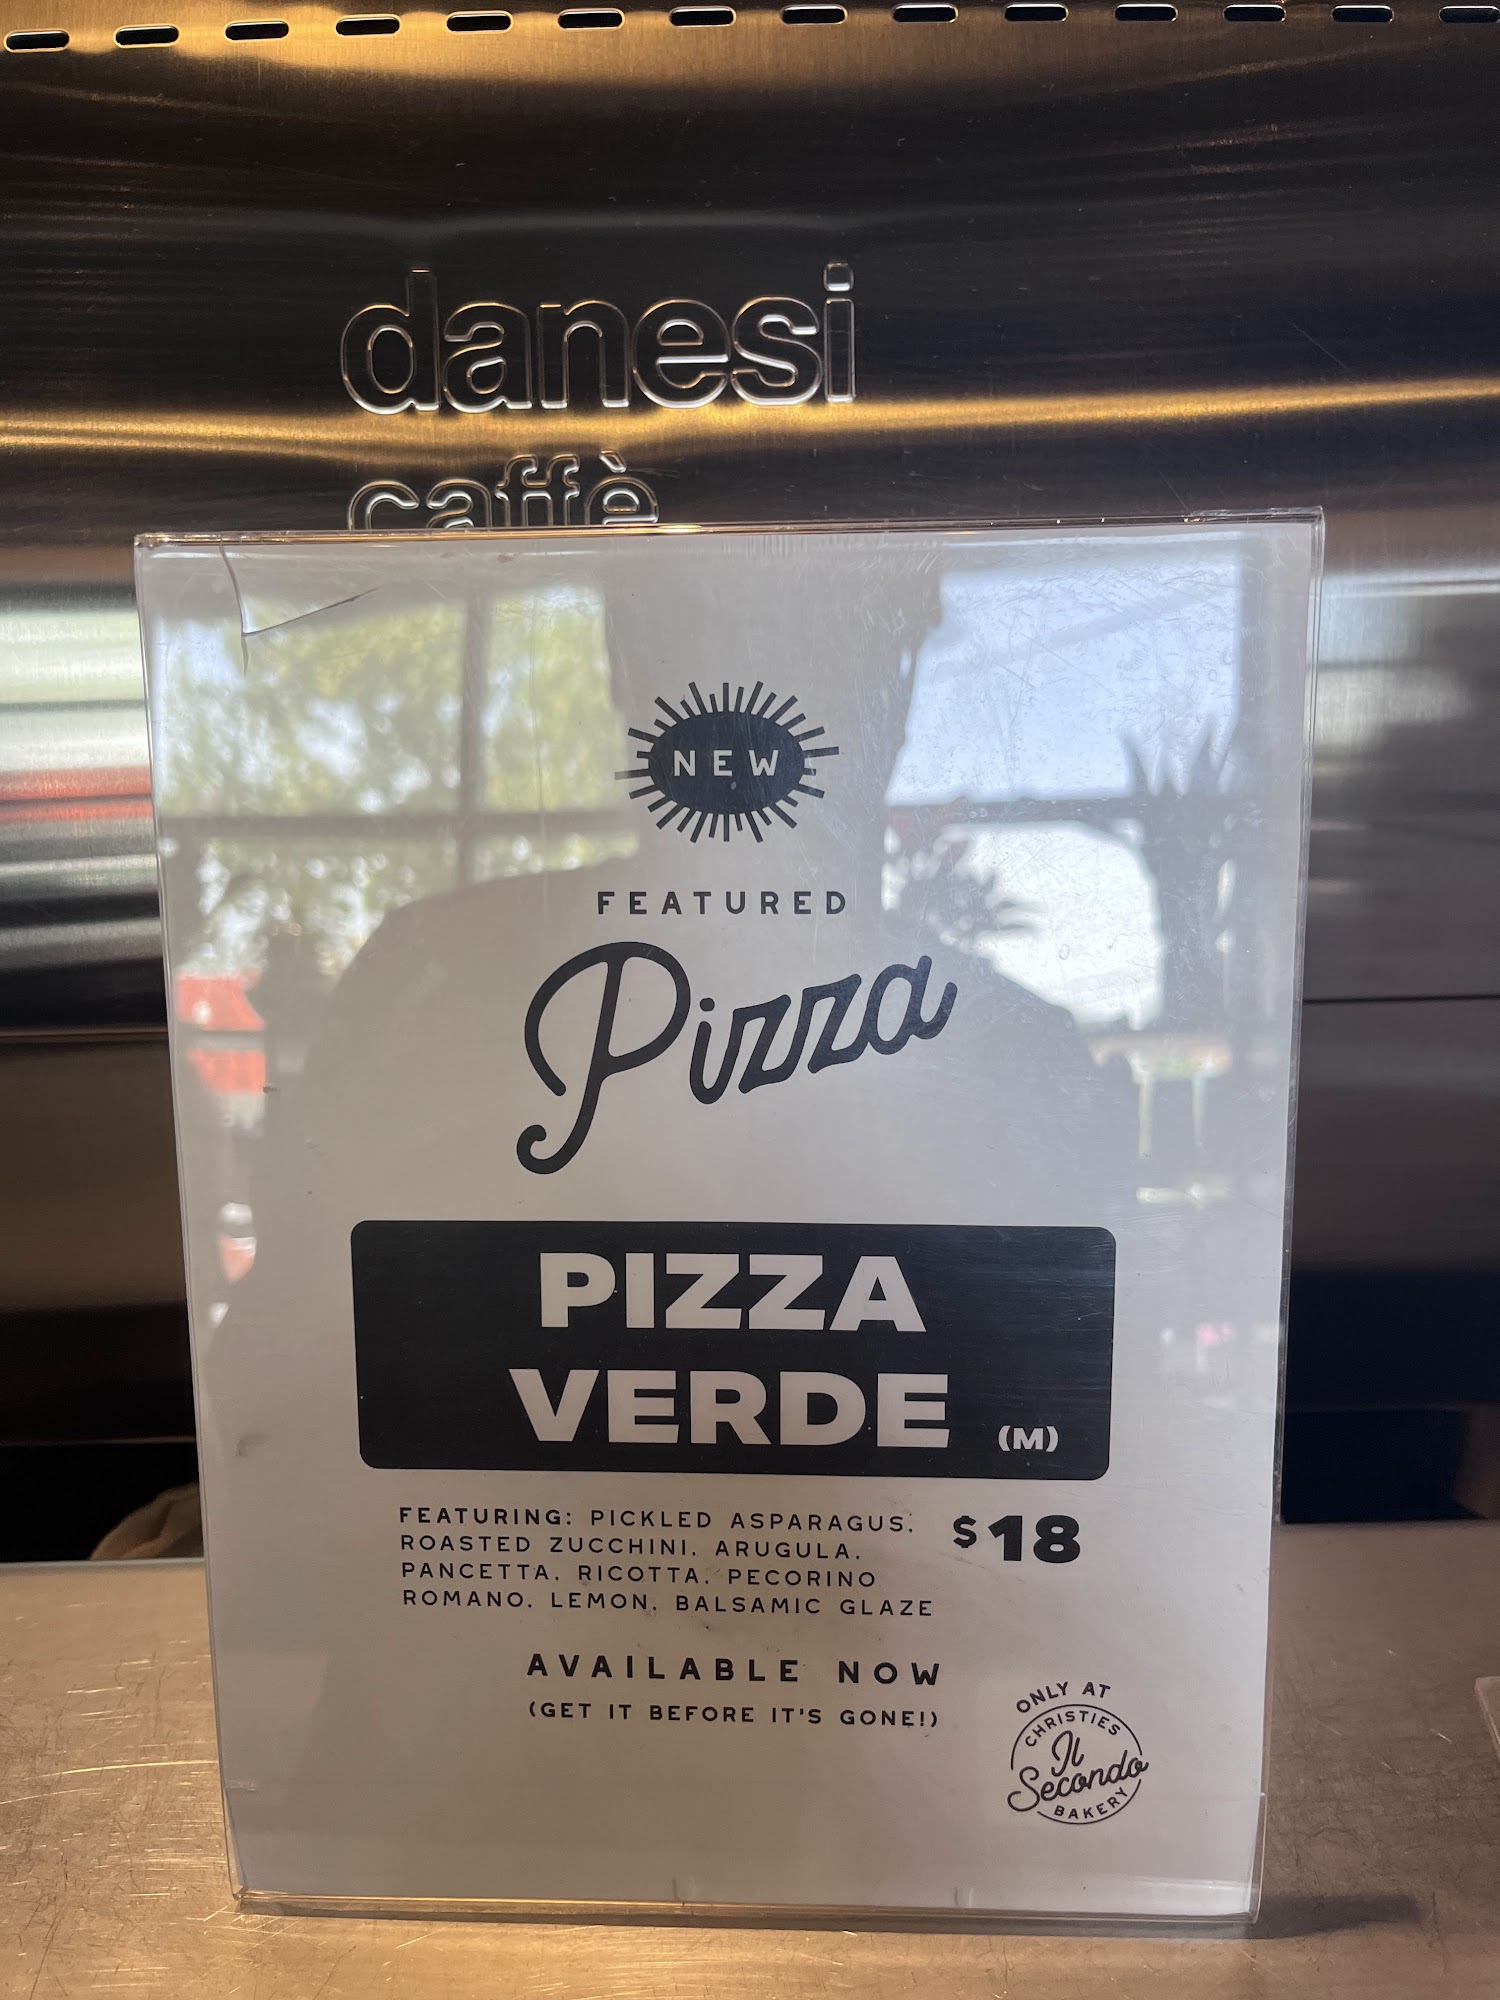 danesi
caffè
NEW
FEATURED
Pizza
PIZZA
VERDE (M)
FEATURING: PICKLED ASPARAGUS, $18
ROASTED ZUCCHINI, ARUGULA,
PANCETTA, RICOTTA, PECORINO
ROMANO, LEMON, BALSAMIC GLAZE
AVAILABLE NOW
(GET IT BEFORE IT'S GONE!)
ONLY AT
CHRISTIES
Il
Secondo
BAKERY